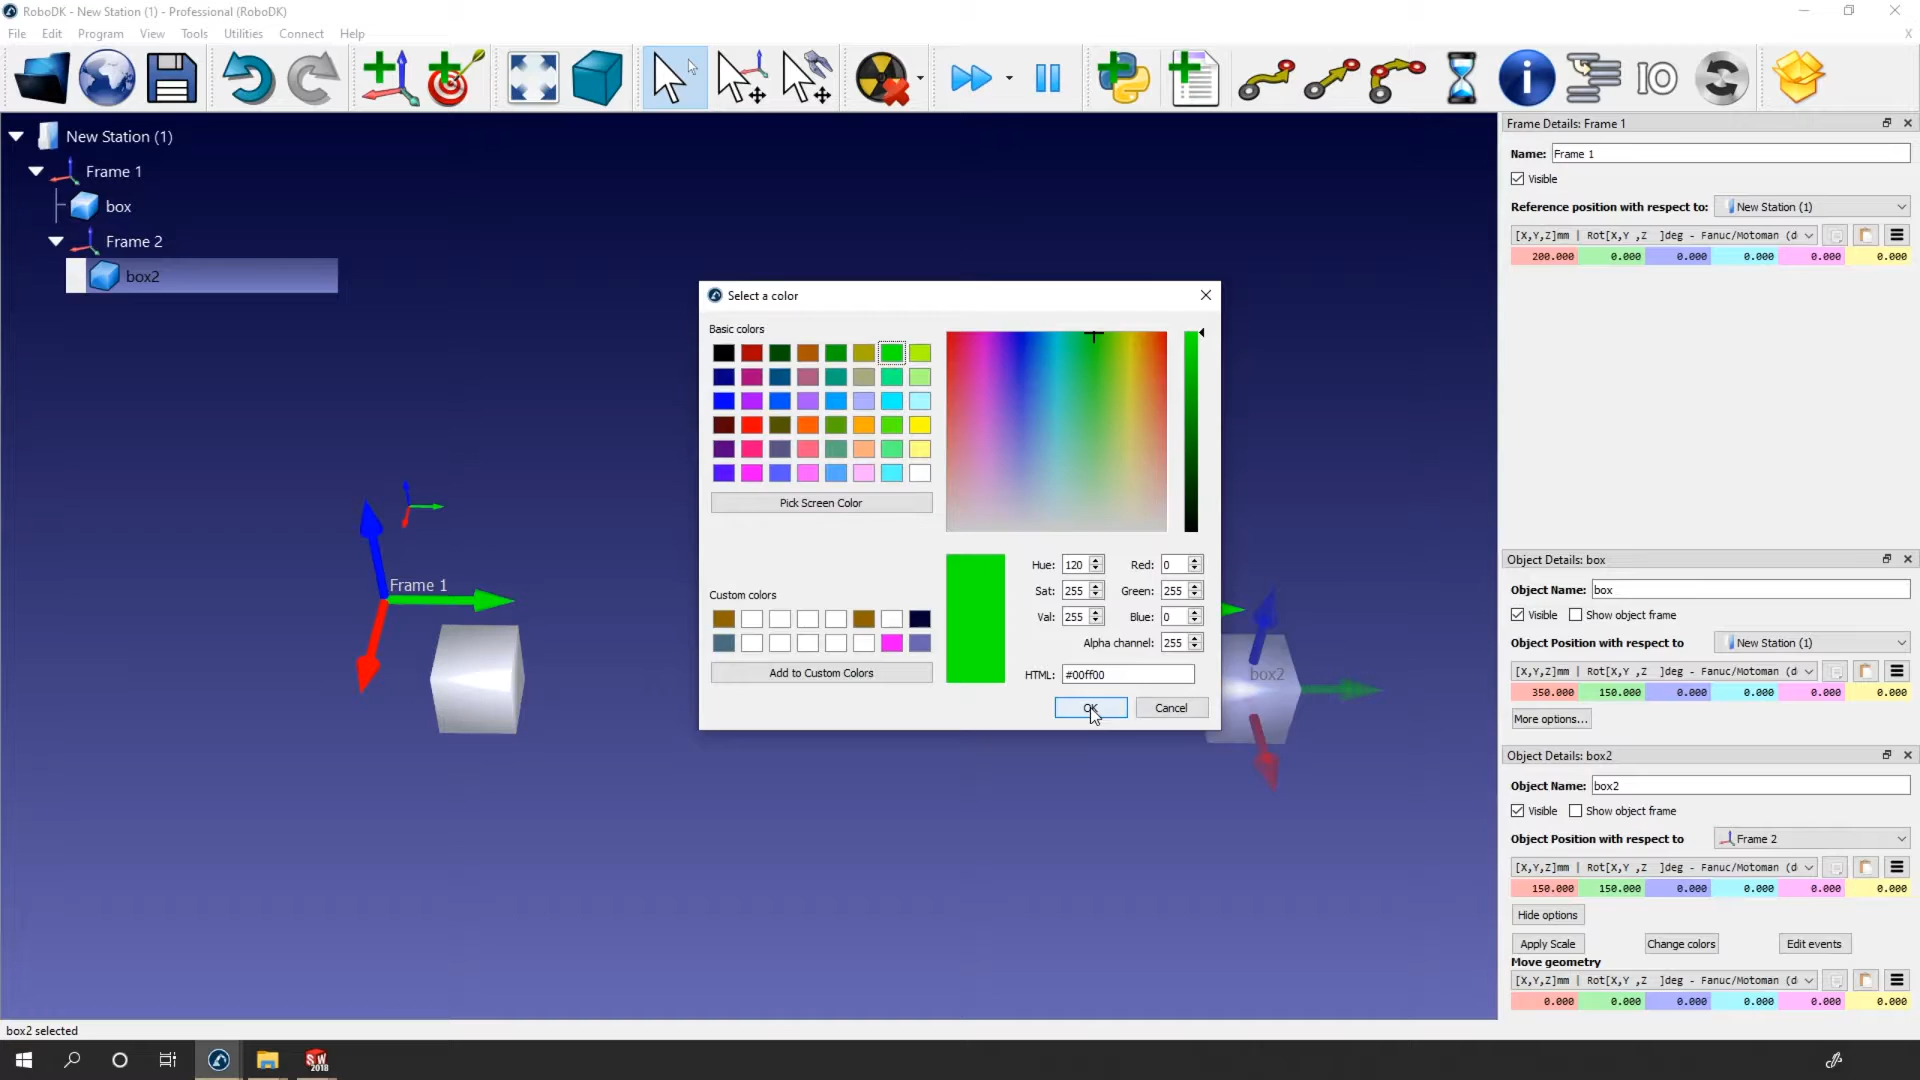 RoboDK - New Station (1) - Professional (RoboDK)
File Edit Program View Tools Utilities Connect Help
IO
New Station (1)
Frame 1
box
Frame 2
box2
Frame 1
box2
Select a color
Basic colors
Pick Screen Color
Custom colors
Add to Custom Colors
Hue: 120 Red: 0
Sat: 255 Green: 255
Val: 255 Blue: 0
Alpha channel: 255
HTML: #00ff00
OK Cancel
Frame Details: Frame 1
Name: Frame 1
Visible
Reference position with respect to: New Station (1)
[X,Y,Z]mm | Rot[X,Y ,Z ]deg - Fanuc/Motoman (d
200.000 0.000 0.000 0.000 0.000 0.000
Object Details: box
Object Name: box
Visible Show object frame
Object Position with respect to New Station (1)
[X,Y,Z]mm | Rot[X,Y ,Z ]deg - Fanuc/Motoman (d
350.000 150.000 0.000 0.000 0.000 0.000
More options...
Object Details: box2
Object Name: box2
Visible Show object frame
Object Position with respect to Frame 2
[X,Y,Z]mm | Rot[X,Y ,Z ]deg - Fanuc/Motoman (d
150.000 150.000 0.000 0.000 0.000 0.000
Hide options
Apply Scale Change colors Edit events
Move geometry
[X,Y,Z]mm | Rot[X,Y ,Z ]deg - Fanuc/Motoman (d
0.000 0.000 0.000 0.000 0.000 0.000
box2 selected
SW
2018